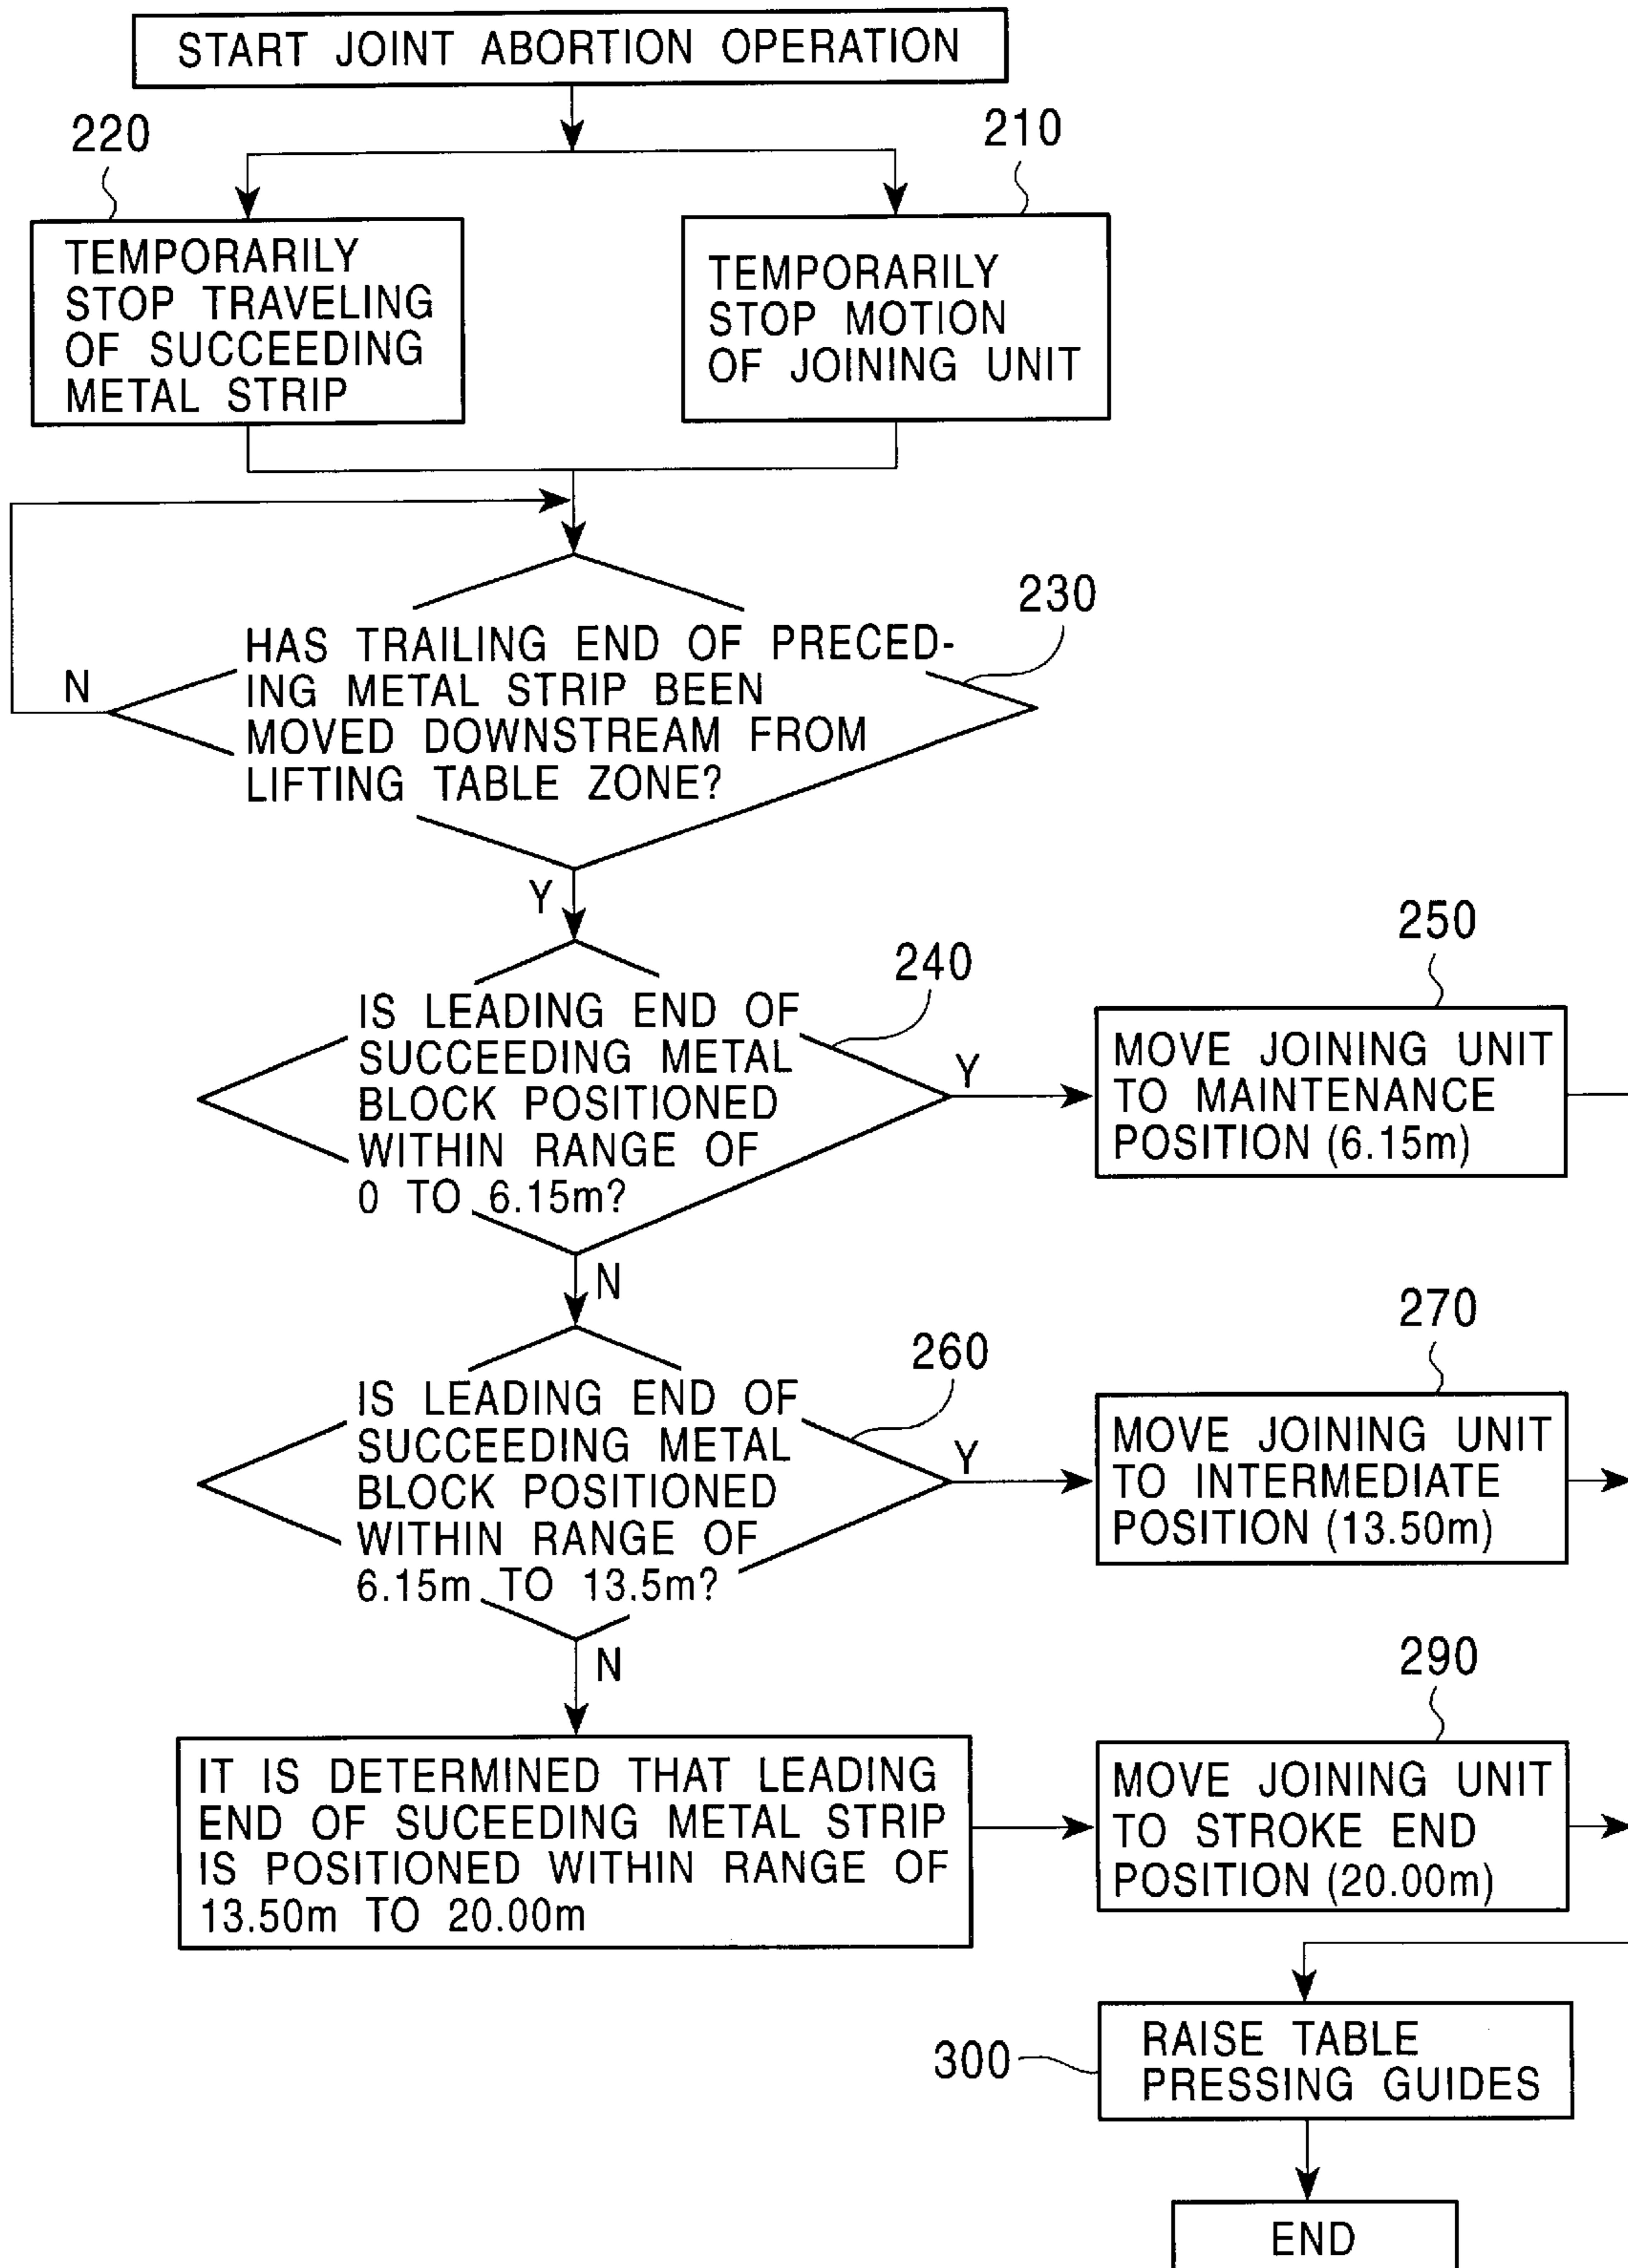 START JOINT ABORTION OPERATION
220
210
TEMPORARILY
STOP TRAVELING
OF SUCCEEDING
METAL STRIP
TEMPORARILY
STOP MOTION
OF JOINING UNIT
230
HAS TRAILING END OF PRECED-
ING METAL STRIP BEEN
MOVED DOWNSTREAM FROM
LIFTING TABLE ZONE?
N
Y
240
IS LEADING END OF
SUCCEEDING METAL
BLOCK POSITIONED
WITHIN RANGE OF
0 TO 6.15m?
Y
250
MOVE JOINING UNIT
TO MAINTENANCE
POSITION (6.15m)
N
260
IS LEADING END OF
SUCCEEDING METAL
BLOCK POSITIONED
WITHIN RANGE OF
6.15m TO 13.5m?
Y
270
MOVE JOINING UNIT
TO INTERMEDIATE
POSITION (13.50m)
N
IT IS DETERMINED THAT LEADING
END OF SUCEEDING METAL STRIP
IS POSITIONED WITHIN RANGE OF
13.50m TO 20.00m
290
MOVE JOINING UNIT
TO STROKE END
POSITION (20.00m)
300
RAISE TABLE
PRESSING GUIDES
END